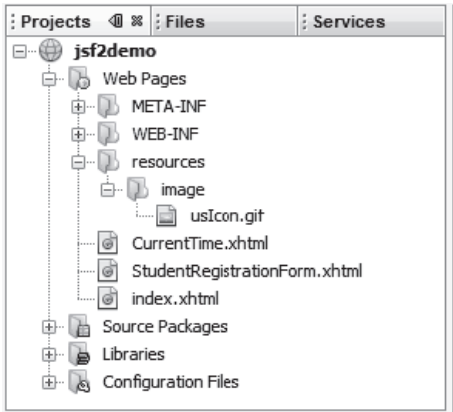 Projects Files Services
jsf2demo
Web Pages
META-INF
WEB-INF
resources
image
usIcon.gif
CurrentTime.xhtml
StudentRegistrationForm.xhtml
index.xhtml
Source Packages
Libraries
Configuration Files